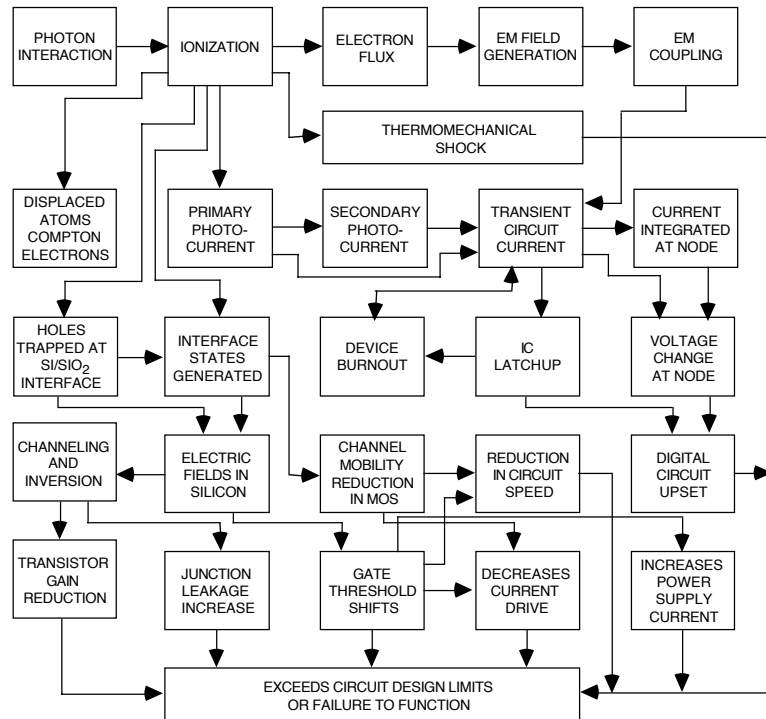 PHOTON
INTERACTION
IONIZATION
ELECTRON
FLUX
EM FIELD
GENERATION
EM
COUPLING
THERMOMECHANICAL
SHOCK
DISPLACED
ATOMS
COMPTON
ELECTRONS
PRIMARY
PHOTO-
CURRENT
SECONDARY
PHOTO-
CURRENT
TRANSIENT
CIRCUIT
CURRENT
CURRENT
INTEGRATED
AT NODE
HOLES
TRAPPED AT
SI/SIO2
INTERFACE
INTERFACE
STATES
GENERATED
DEVICE
BURNOUT
IC
LATCHUP
VOLTAGE
CHANGE
AT NODE
CHANNELING
AND
INVERSION
ELECTRIC
FIELDS IN
SILICON
CHANNEL
MOBILITY
REDUCTION
IN MOS
REDUCTION
IN CIRCUIT
SPEED
DIGITAL
CIRCUIT
UPSET
TRANSISTOR
GAIN
REDUCTION
JUNCTION
LEAKAGE
INCREASE
GATE
THRESHOLD
SHIFTS
DECREASES
CURRENT
DRIVE
INCREASES
POWER
SUPPLY
CURRENT
EXCEEDS CIRCUIT DESIGN LIMITS
OR FAILURE TO FUNCTION